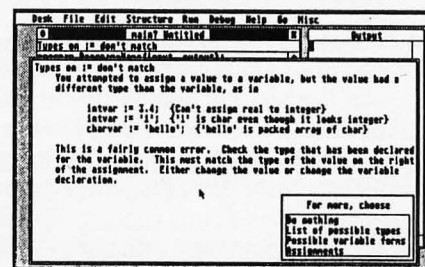 Desk File Edit Structure Run Debug Help Go Misc
main? Untitled
Output
Types on := don't match
Types on := don't match
You attempted to assign a value to a variable, but the value had a
different type than the variable, as in
intvar := 3.4; {Can't assign real to integer}
intvar := '1'; {'1' is char even though it looks integer}
charvar := 'hello'; {'hello' is packed array of char}
This is a fairly common error. Check the type that has been declared
for the variable. This must match the type of the value on the right
of the assignment. Either change the value or change the variable
declaration.
For more, choose
Do nothing
List of possible types
Possible variable forms
Assignments